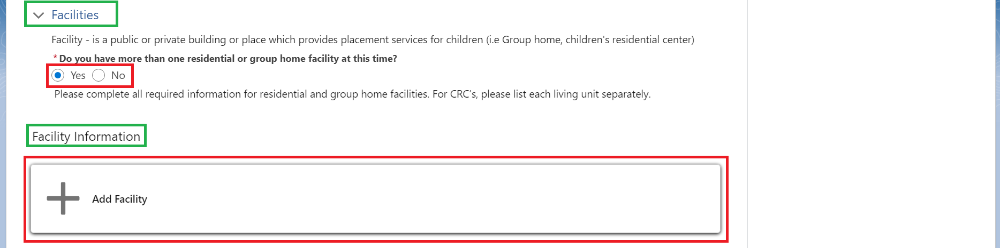 Facilities
Facility - is a public or private building or place which provides placement services for children (i.e Group home, children's residential center)
* Do you have more than one residential or group home facility at this time?
Yes No
Please complete all required information for residential and group home facilities. For CRC’s, please list each living unit separately.
Facility Information
Add Facility